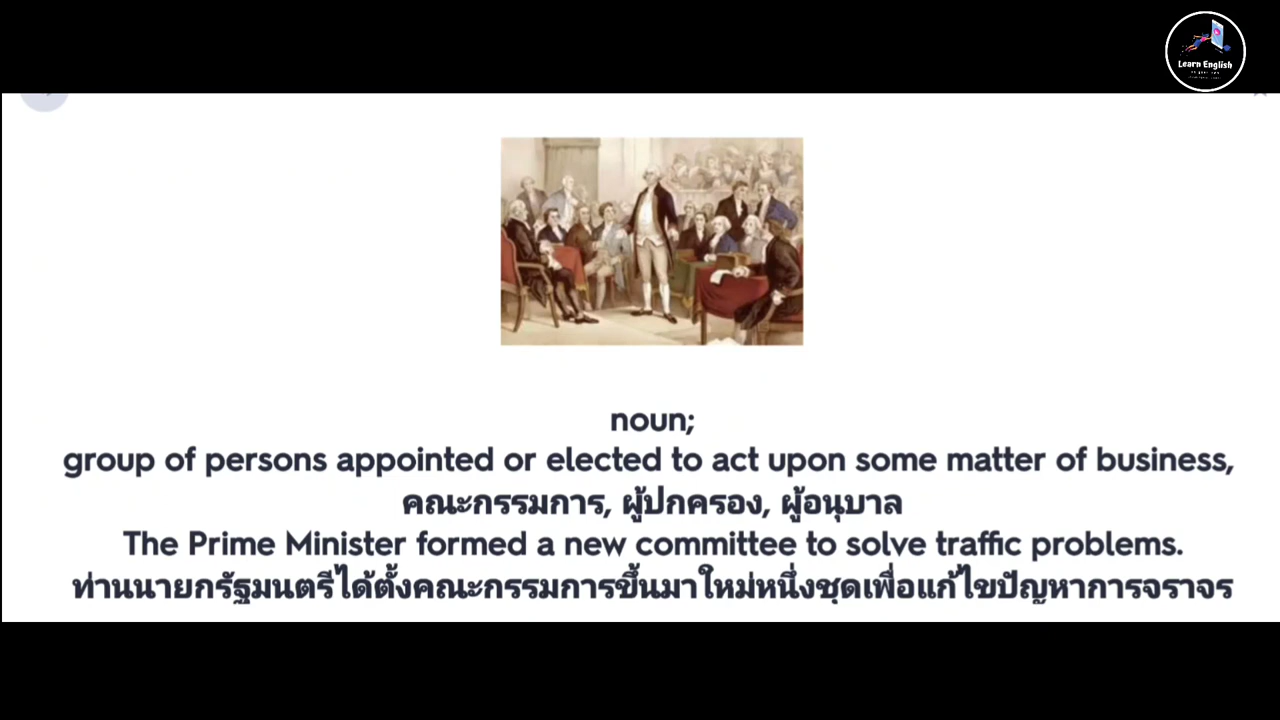 Learn English
noun;
group of persons appointed or elected to act upon some matter of business,
คณะกรรมการ, ผู้ปกครอง, ผู้อนุบาล
The Prime Minister formed a new committee to solve traffic problems.
ท่านนายกรัฐมนตรีได้ตั้งคณะกรรมการขึ้นมาใหม่หนึ่งชุดเพื่อแก้ไขปัญหาการจราจร